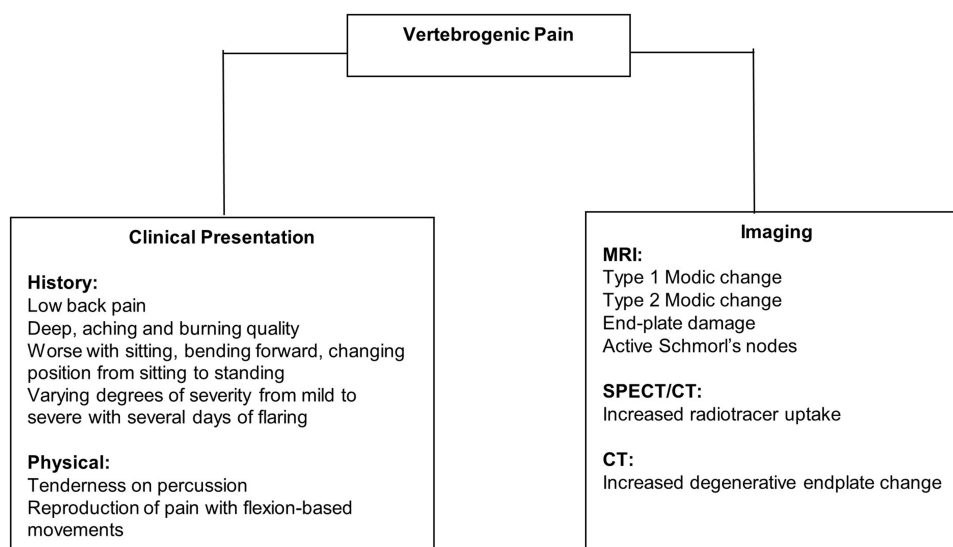 Vertebrogenic Pain
Clinical Presentation
History:
Low back pain
Deep, aching and burning quality
Worse with sitting, bending forward, changing
position from sitting to standing
Varying degrees of severity from mild to
severe with several days of flaring
Physical:
Tenderness on percussion
Reproduction of pain with flexion-based
movements
Imaging
MRI:
Type 1 Modic change
Type 2 Modic change
End-plate damage
Active Schmorl’s nodes
SPECT/CT:
Increased radiotracer uptake
CT:
Increased degenerative endplate change